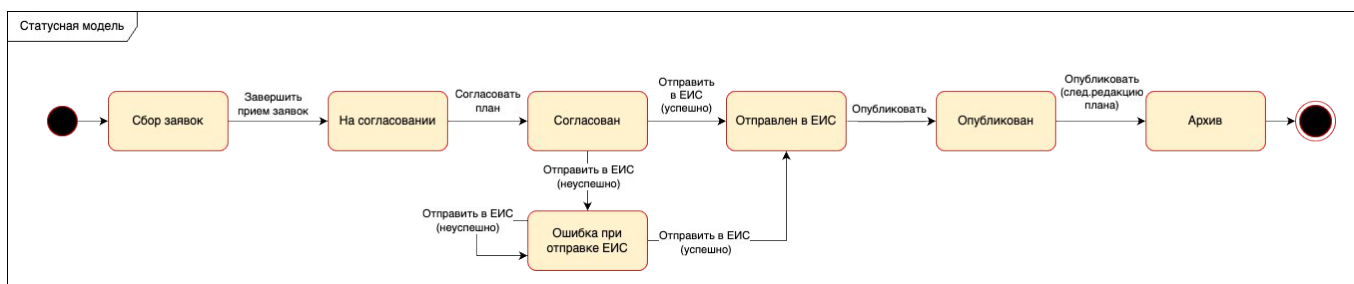 Статусная модель
Сбор заявок
Завершить
прием заявок
На согласовании
Согласовать
план
Согласован
Отправить
в ЕИС
(успешно)
Отправлен в ЕИС
Опубликовать
Опубликован
Опубликовать
(след.редакцию
плана)
Архив
Отправить в ЕИС
(неуспешно)
Отправить в ЕИС
(неуспешно)
Ошибка при
отправке ЕИС
Отправить в ЕИС
(успешно)